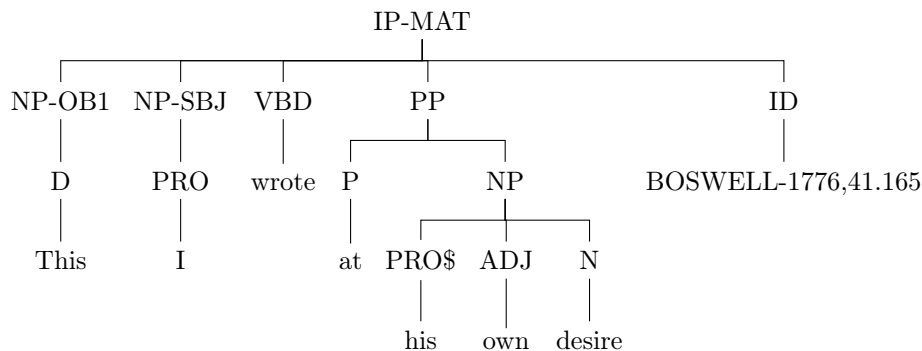 IP-MAT
NP-OB1 NP-SBJ VBD PP ID
D PRO wrote P NP BOSWELL-1776,41.165
This I at PRO$ ADJ N
his own desire